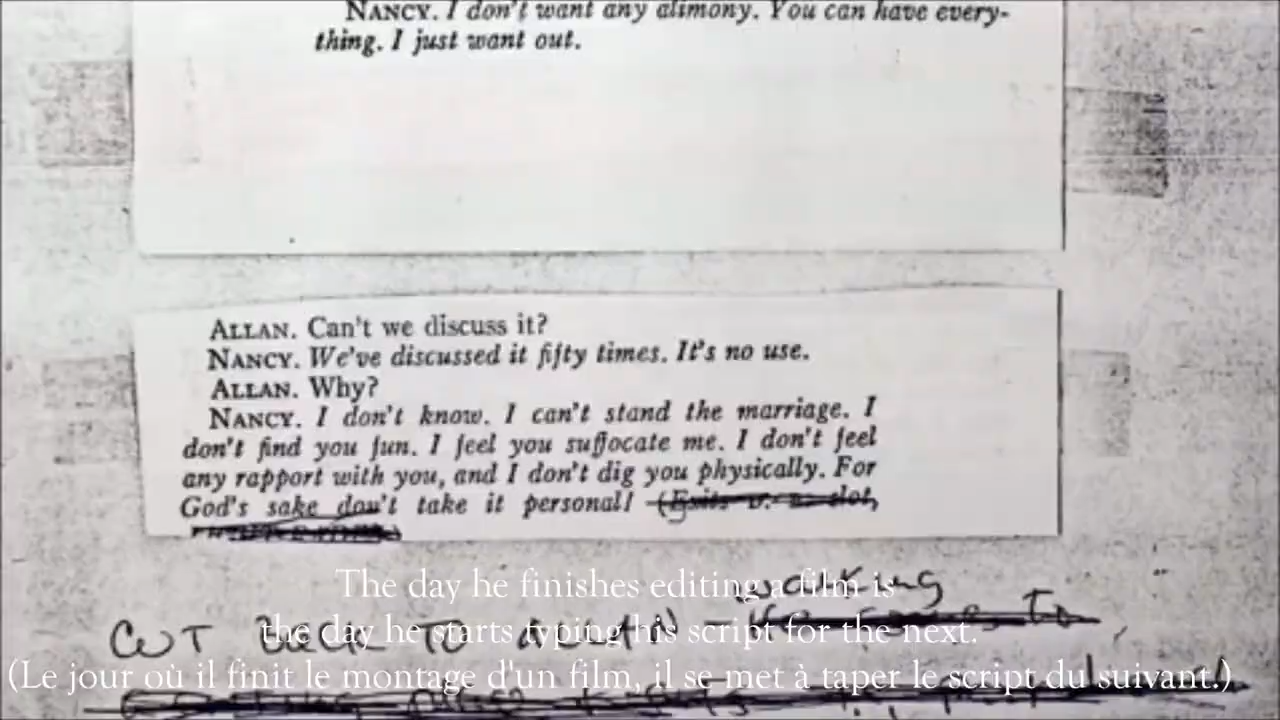 NANCY. I don't want any alimony. You can have every-
thing. I just want out.
ALLAN. Can't we discuss it?
NANCY. We've discussed it fifty times. It's no use.
ALLAN. Why?
NANCY. I don't know. I can't stand the marriage. I
don't find you fun. I feel you suffocate me. I don't feel
any rapport with you, and I don't dig you physically. For
God's sake don't take it personal!
The day he finishes editing a film is
walking
the day he starts typing his script for the next.
CUT BACK TO
(Le jour où il finit le montage d'un film, il se met à taper le script du suivant.)